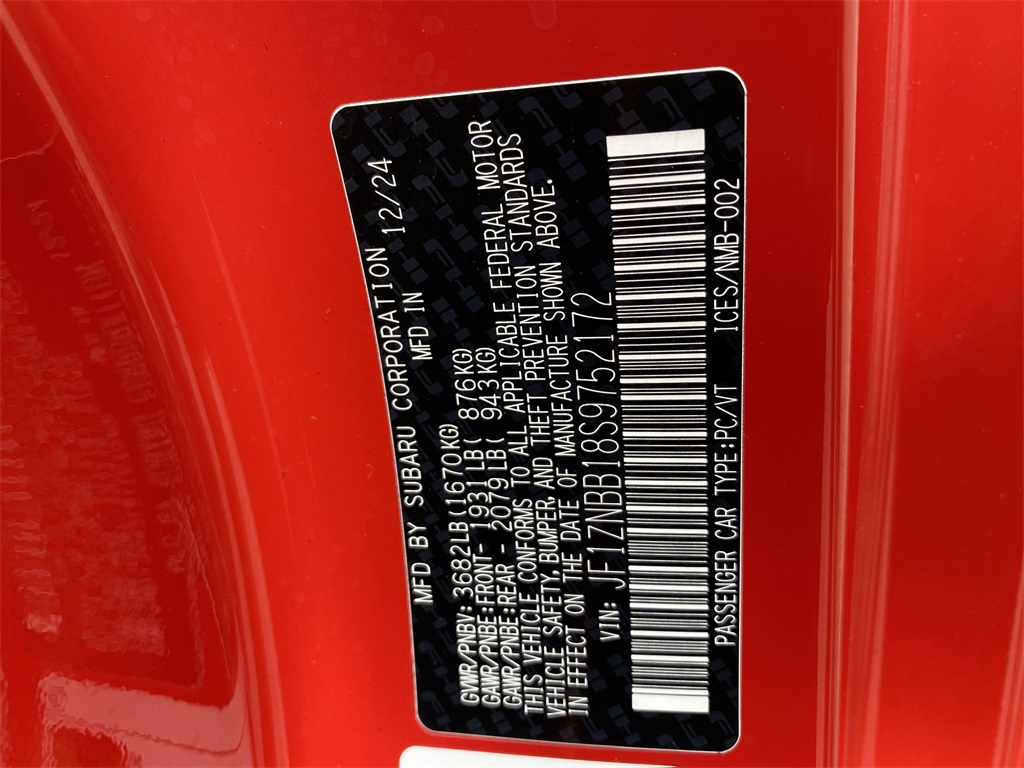 MFD BY SUBARU CORPORATION 12/24
MFD IN
GVWR/PNBV: 3682LB(1670KG)
GAWR/PNBE:FRONT- 1931LB( 876KG)
GAWR/PNBE:REAR - 2079LB( 943KG)
THIS VEHICLE CONFORMS TO ALL APPLICABLE FEDERAL MOTOR
VEHICLE SAFETY, BUMPER, AND THEFT PREVENTION STANDARDS
IN EFFECT ON THE DATE OF MANUFACTURE SHOWN ABOVE.
VIN: JF1ZNBB18S9752172
PASSENGER CAR TYPE:PC/VT ICES/NMB-002